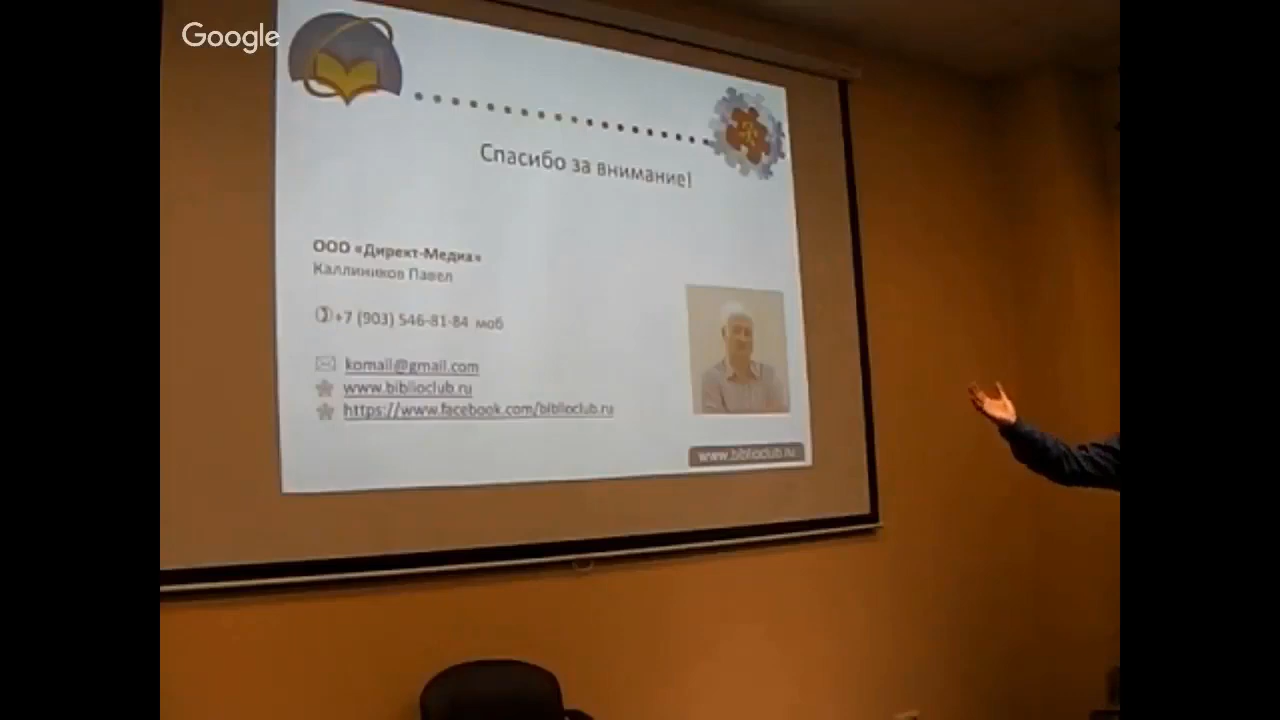 Google
Спасибо за внимание!
ООО «Директ-Медиа»
Каллиников Павел
+7 (903) 546-81-84 моб
komail@gmail.com
www.biblioclub.ru
https://www.facebook.com/biblioclub.ru
www.biblioclub.ru